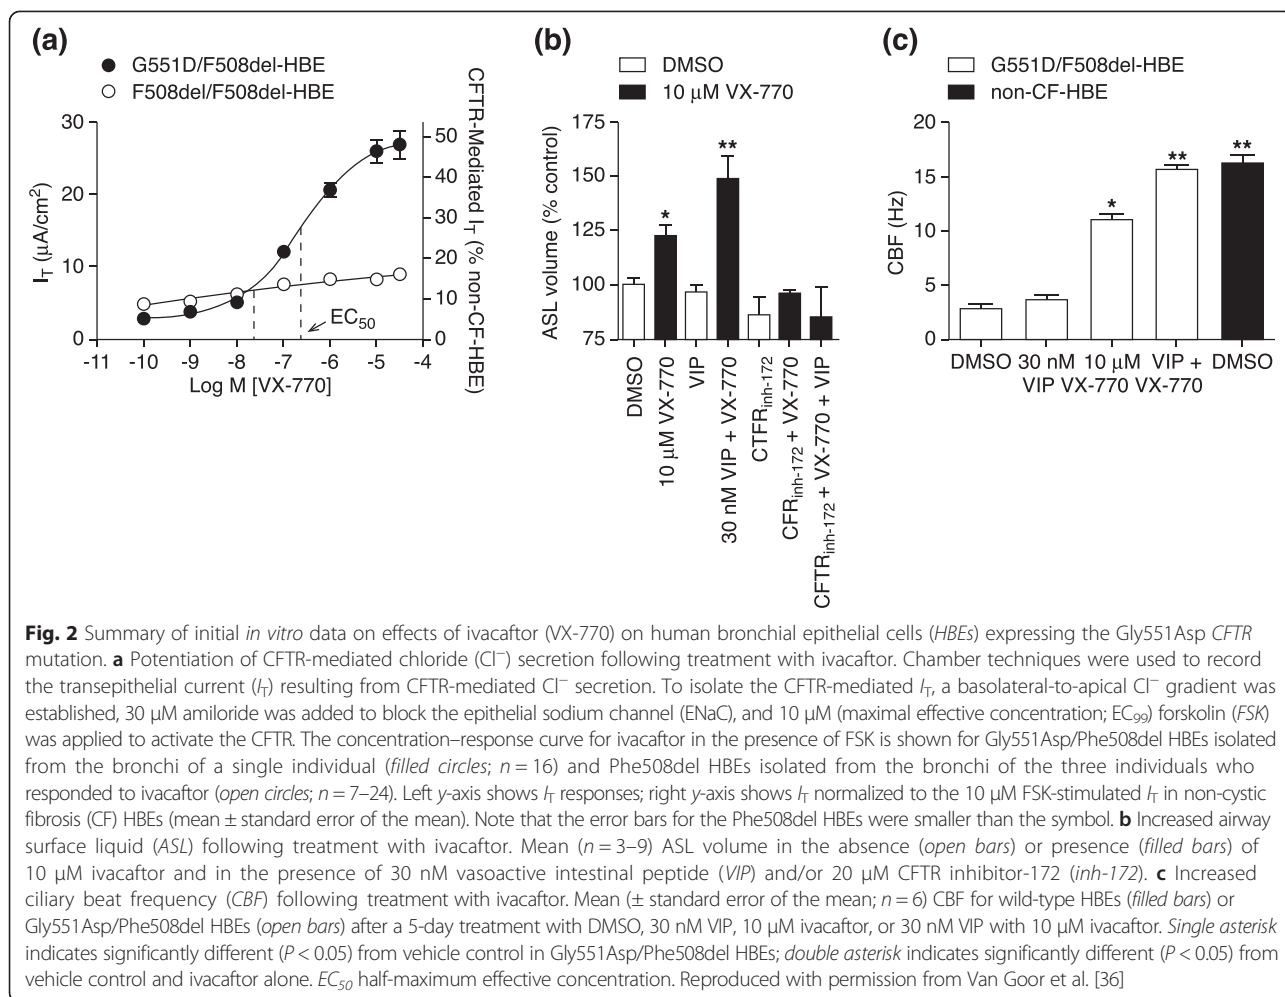 (a)
G551D/F508del-HBE
F508del/F508del-HBE
30
20
10
0
I_T (μA/cm²)
50
40
30
20
10
0
CFTR-Mediated I_T (% non-CF-HBE)
EC₅₀
-11 -10 -9 -8 -7 -6 -5 -4
Log M [VX-770]
(b)
DMSO
10 μM VX-770
175
150
125
100
75
ASL volume (% control)
*
**
DMSO
10 μM VX-770
VIP
30 nM VIP + VX-770
CTFRinh-172
CFRinh-172 + VX-770
CFTRinh-172 + VX-770 + VIP
(c)
G551D/F508del-HBE
non-CF-HBE
20
15
10
5
0
CBF (Hz)
*
**
**
DMSO 30 nM 10 μM VIP + DMSO
VIP VX-770 VX-770
Fig. 2 Summary of initial in vitro data on effects of ivacaftor (VX-770) on human bronchial epithelial cells (HBEs) expressing the Gly551Asp CFTR
mutation. a Potentiation of CFTR-mediated chloride (Cl⁻) secretion following treatment with ivacaftor. Chamber techniques were used to record
the transepithelial current (I_T) resulting from CFTR-mediated Cl⁻ secretion. To isolate the CFTR-mediated I_T, a basolateral-to-apical Cl⁻ gradient was
established, 30 μM amiloride was added to block the epithelial sodium channel (ENaC), and 10 μM (maximal effective concentration; EC₉₉) forskolin (FSK)
was applied to activate the CFTR. The concentration–response curve for ivacaftor in the presence of FSK is shown for Gly551Asp/Phe508del HBEs isolated
from the bronchi of a single individual (filled circles; n = 16) and Phe508del HBEs isolated from the bronchi of the three individuals who
responded to ivacaftor (open circles; n = 7–24). Left y-axis shows I_T responses; right y-axis shows I_T normalized to the 10 μM FSK-stimulated I_T in non-cystic
fibrosis (CF) HBEs (mean ± standard error of the mean). Note that the error bars for the Phe508del HBEs were smaller than the symbol. b Increased airway
surface liquid (ASL) following treatment with ivacaftor. Mean (n = 3–9) ASL volume in the absence (open bars) or presence (filled bars) of
10 μM ivacaftor and in the presence of 30 nM vasoactive intestinal peptide (VIP) and/or 20 μM CFTR inhibitor-172 (inh-172). c Increased
ciliary beat frequency (CBF) following treatment with ivacaftor. Mean (± standard error of the mean; n = 6) CBF for wild-type HBEs (filled bars) or
Gly551Asp/Phe508del HBEs (open bars) after a 5-day treatment with DMSO, 30 nM VIP, 10 μM ivacaftor, or 30 nM VIP with 10 μM ivacaftor. Single asterisk
indicates significantly different (P < 0.05) from vehicle control in Gly551Asp/Phe508del HBEs; double asterisk indicates significantly different (P < 0.05) from
vehicle control and ivacaftor alone. EC₅₀ half-maximum effective concentration. Reproduced with permission from Van Goor et al. [36]